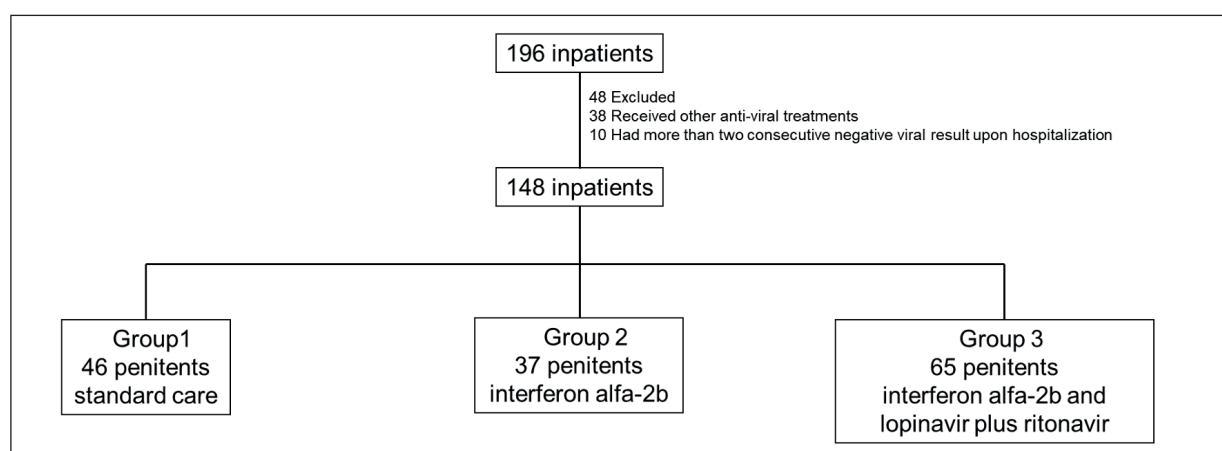 196 inpatients
48 Excluded
38 Received other anti-viral treatments
10 Had more than two consecutive negative viral result upon hospitalization
148 inpatients
Group1
46 penitents
standard care
Group 2
37 penitents
interferon alfa-2b
Group 3
65 penitents
interferon alfa-2b and
lopinavir plus ritonavir